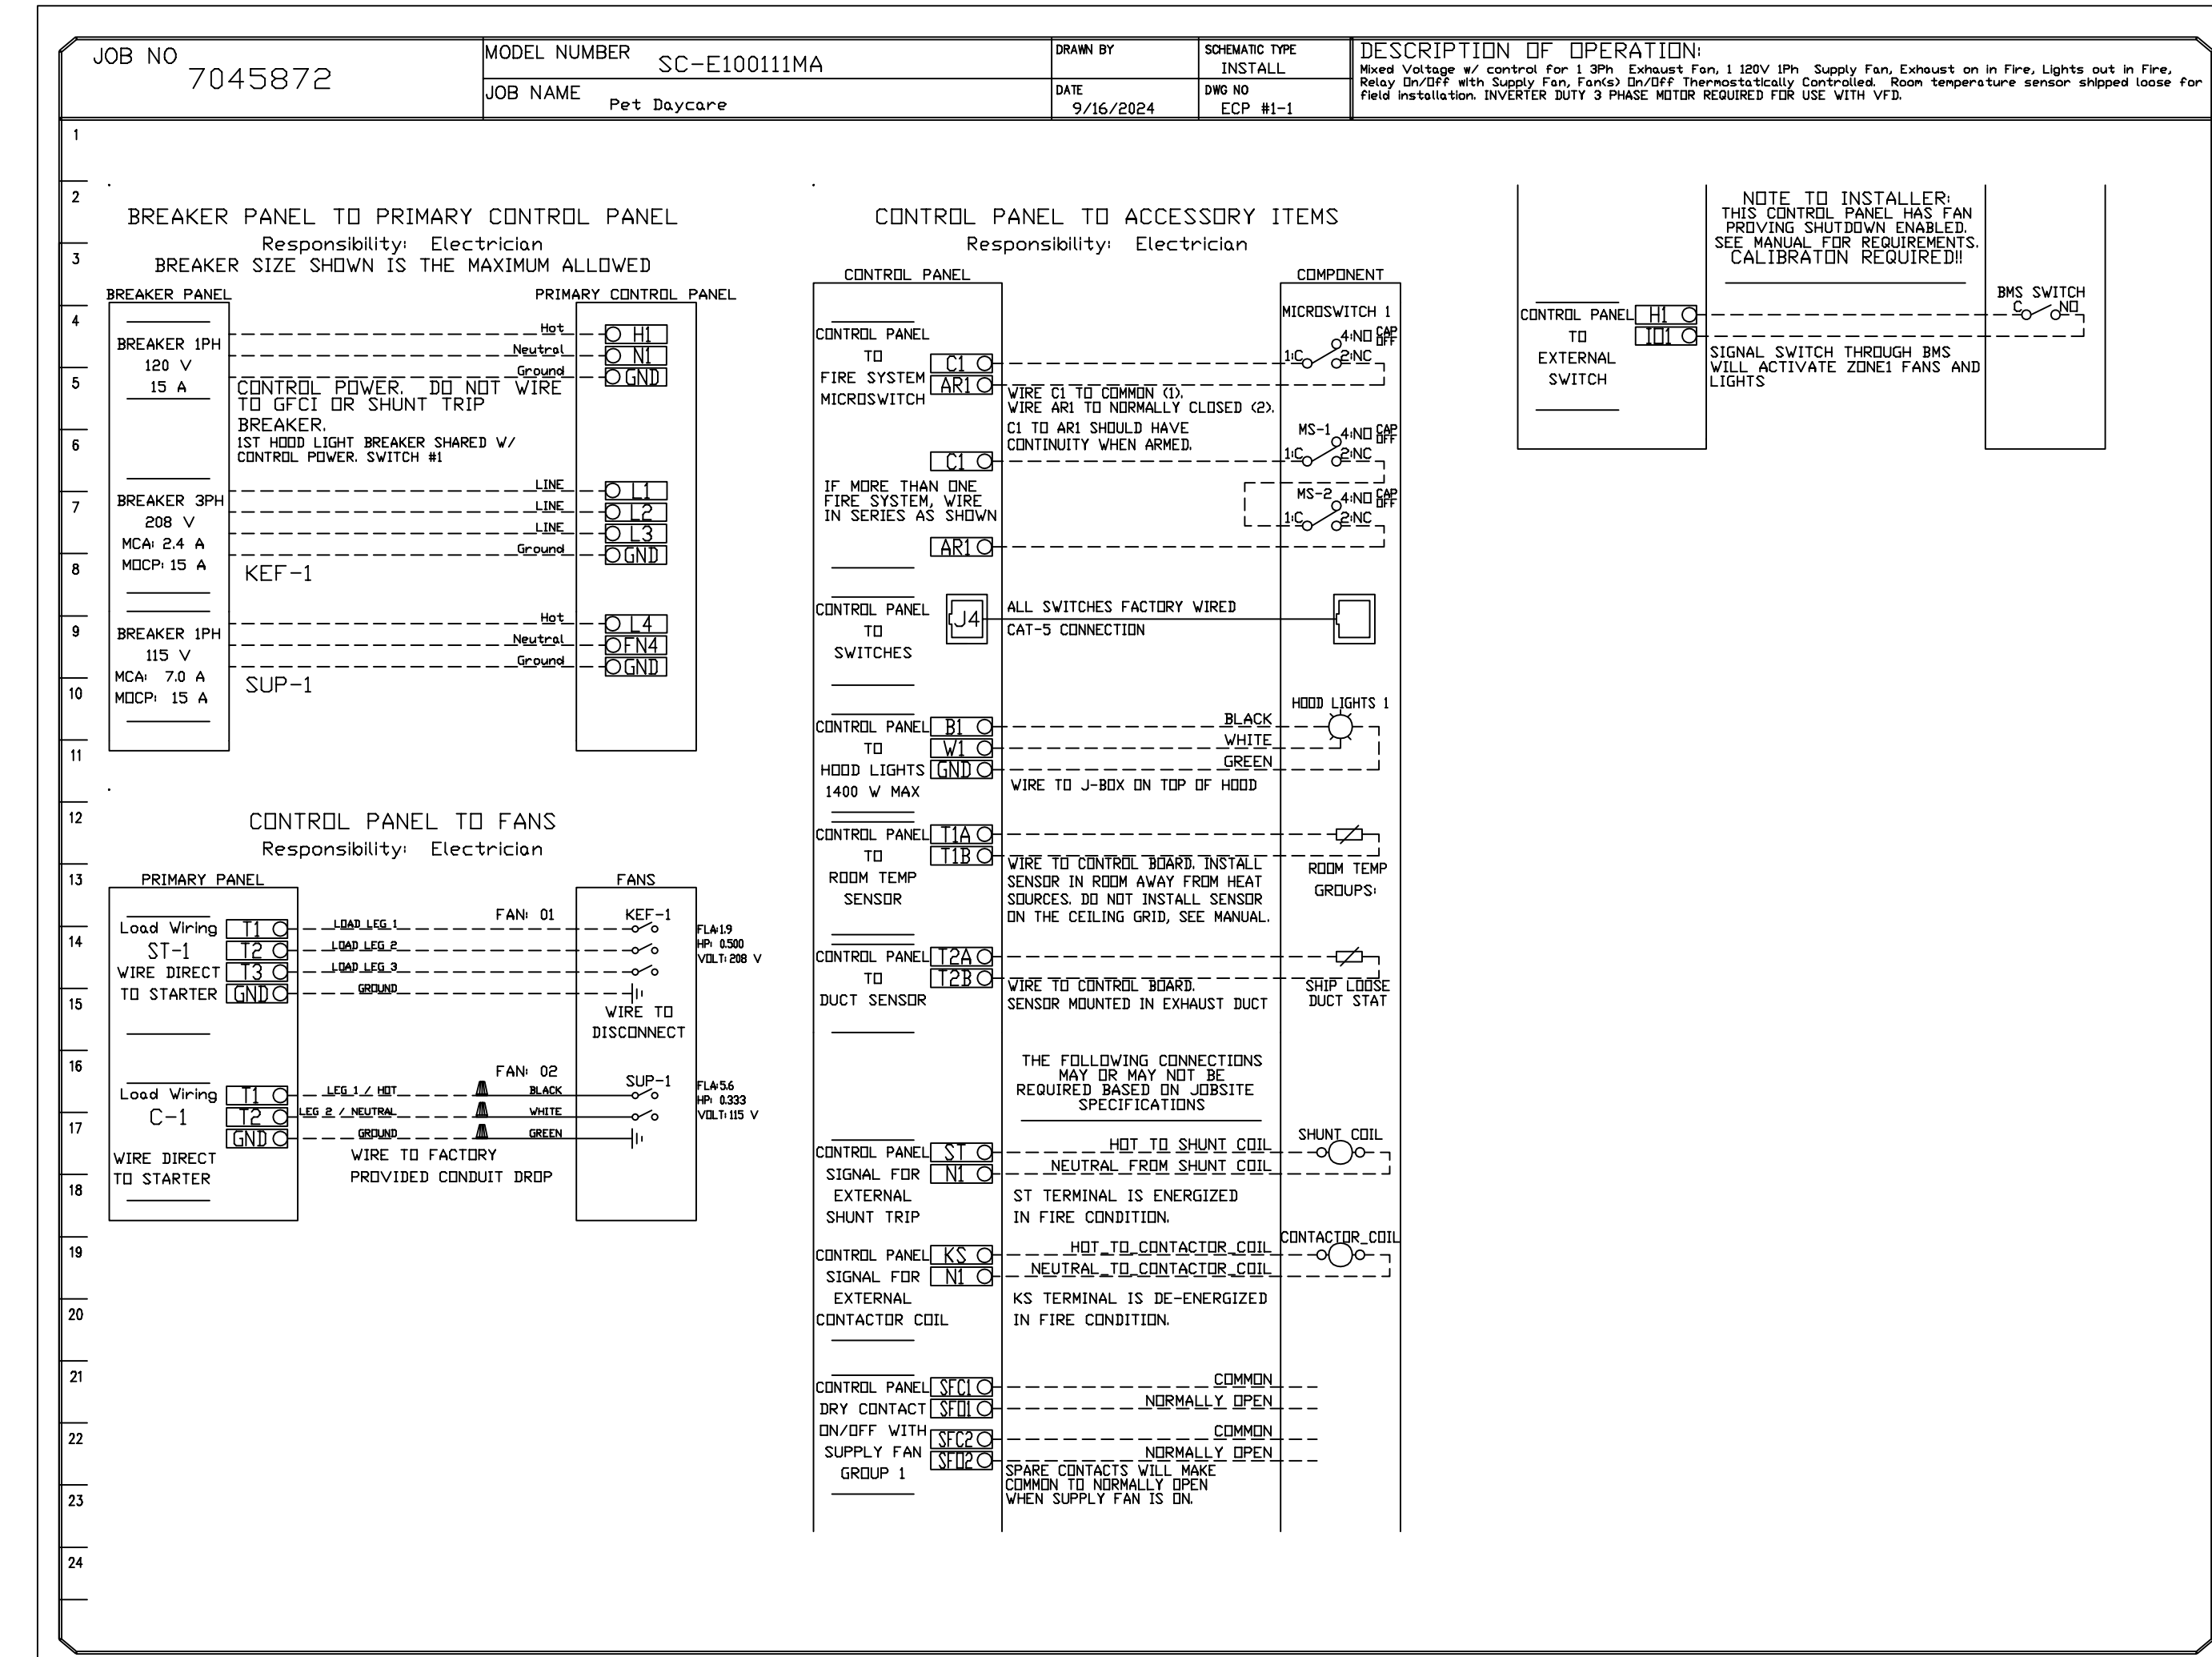 JOB NO
7045872
MODEL NUMBER SC-E100111MA
JOB NAME Pet Daycare
DRAWN BY
DATE
9/16/2024
SCHEMATIC TYPE
INSTALL
DWG NO
ECP #1-1
DESCRIPTION OF OPERATION:
Mixed Voltage w/ control for 1 3Ph Exhaust Fan, 1 120V 1Ph Supply Fan, Exhaust on in Fire, Lights out in Fire,
Relay On/Off with Supply Fan, Fan(s) On/Off Thermostatically Controlled. Room temperature sensor shipped loose for
field installation. INVERTER DUTY 3 PHASE MOTOR REQUIRED FOR USE WITH VFD.
1
2
3
4
5
6
7
8
9
10
11
12
13
14
15
16
17
18
19
20
21
22
23
24
BREAKER PANEL TO PRIMARY CONTROL PANEL
Responsibility: Electrician
BREAKER SIZE SHOWN IS THE MAXIMUM ALLOWED
BREAKER PANEL
PRIMARY CONTROL PANEL
BREAKER 1PH
120 V
15 A
Hot H1
Neutral N1
Ground GND
CONTROL POWER. DO NOT WIRE
TO GFCI OR SHUNT TRIP
BREAKER.
1ST HOOD LIGHT BREAKER SHARED W/
CONTROL POWER. SWITCH #1
BREAKER 3PH
208 V
MCA: 2.4 A
MOCP: 15 A
LINE L1
LINE L2
LINE L3
Ground GND
KEF-1
BREAKER 1PH
115 V
MCA: 7.0 A
MOCP: 15 A
Hot L4
Neutral FN4
Ground GND
SUP-1
CONTROL PANEL TO FANS
Responsibility: Electrician
PRIMARY PANEL
FANS
Load Wiring
ST-1
WIRE DIRECT
TO STARTER
T1 LOAD LEG 1
T2 LOAD LEG 2
T3 LOAD LEG 3
GND GROUND
FAN: 01
KEF-1
FLA:1.9
HP: 0.500
VOLT: 208 V
WIRE TO
DISCONNECT
Load Wiring
C-1
WIRE DIRECT
TO STARTER
T1 LEG 1 / HOT BLACK
T2 LEG 2 / NEUTRAL WHITE
GND GROUND GREEN
FAN: 02
SUP-1
FLA:5.6
HP: 0.333
VOLT: 115 V
WIRE TO FACTORY
PROVIDED CONDUIT DROP
CONTROL PANEL TO ACCESSORY ITEMS
Responsibility: Electrician
CONTROL PANEL
COMPONENT
CONTROL PANEL
TO
FIRE SYSTEM
MICROSWITCH
C1
AR1
MICROSWITCH 1
4:NO CAP OFF
1:C 2:NC
WIRE C1 TO COMMON (1).
WIRE AR1 TO NORMALLY CLOSED (2).
C1 TO AR1 SHOULD HAVE
CONTINUITY WHEN ARMED.
C1
MS-1 4:NO CAP OFF
1:C 2:NC
IF MORE THAN ONE
FIRE SYSTEM, WIRE
IN SERIES AS SHOWN
MS-2 4:NO CAP OFF
1:C 2:NC
AR1
CONTROL PANEL
TO
SWITCHES
J4
ALL SWITCHES FACTORY WIRED
CAT-5 CONNECTION
CONTROL PANEL
TO
HOOD LIGHTS
1400 W MAX
B1 BLACK
W1 WHITE
GND GREEN
HOOD LIGHTS 1
WIRE TO J-BOX ON TOP OF HOOD
CONTROL PANEL
TO
ROOM TEMP
SENSOR
T1A
T1B
WIRE TO CONTROL BOARD. INSTALL
SENSOR IN ROOM AWAY FROM HEAT
SOURCES. DO NOT INSTALL SENSOR
ON THE CEILING GRID, SEE MANUAL.
ROOM TEMP
GROUPS:
CONTROL PANEL
TO
DUCT SENSOR
T2A
T2B
WIRE TO CONTROL BOARD.
SENSOR MOUNTED IN EXHAUST DUCT
SHIP LOOSE
DUCT STAT
THE FOLLOWING CONNECTIONS
MAY OR MAY NOT BE
REQUIRED BASED ON JOBSITE
SPECIFICATIONS
CONTROL PANEL
SIGNAL FOR
EXTERNAL
SHUNT TRIP
ST HOT TO SHUNT COIL
N1 NEUTRAL FROM SHUNT COIL
SHUNT COIL
ST TERMINAL IS ENERGIZED
IN FIRE CONDITION.
CONTROL PANEL
SIGNAL FOR
EXTERNAL
CONTACTOR COIL
KS HOT_TO_CONTACTOR_COIL
N1 NEUTRAL_TO_CONTACTOR_COIL
CONTACTOR_COIL
KS TERMINAL IS DE-ENERGIZED
IN FIRE CONDITION.
CONTROL PANEL
DRY CONTACT
ON/OFF WITH
SUPPLY FAN
GROUP 1
SFC1 COMMON
SFO1 NORMALLY OPEN
SFC2 COMMON
SFO2 NORMALLY OPEN
SPARE CONTACTS WILL MAKE
COMMON TO NORMALLY OPEN
WHEN SUPPLY FAN IS ON.
NOTE TO INSTALLER:
THIS CONTROL PANEL HAS FAN
PROVING SHUTDOWN ENABLED.
SEE MANUAL FOR REQUIREMENTS.
CALIBRATON REQUIRED!!
CONTROL PANEL
TO
EXTERNAL
SWITCH
H1
IO1
BMS SWITCH
C NO
SIGNAL SWITCH THROUGH BMS
WILL ACTIVATE ZONE1 FANS AND
LIGHTS